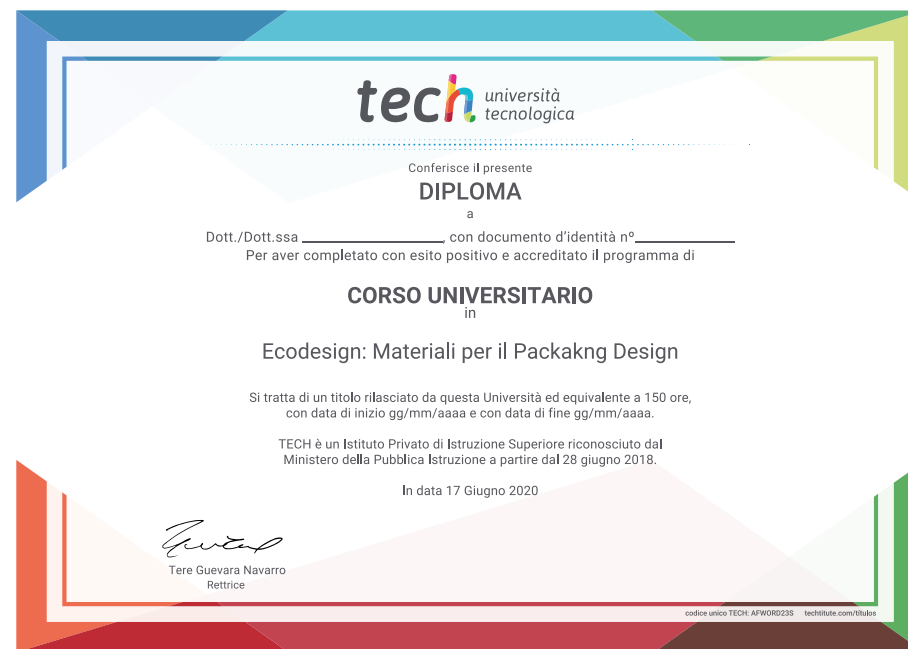 tech università
tecnologica
Conferisce il presente
DIPLOMA
a
Dott./Dott.ssa ________________, con documento d'identità nº____________
Per aver completato con esito positivo e accreditato il programma di
CORSO UNIVERSITARIO
in
Ecodesign: Materiali per il Packakng Design
Si tratta di un titolo rilasciato da questa Università ed equivalente a 150 ore,
con data di inizio gg/mm/aaaa e con data di fine gg/mm/aaaa.
TECH è un Istituto Privato di Istruzione Superiore riconosciuto dal
Ministero della Pubblica Istruzione a partire dal 28 giugno 2018.
In data 17 Giugno 2020
Tere Guevara Navarro
Rettrice
codice unico TECH: AFWORD23S techtitute.com/títulos